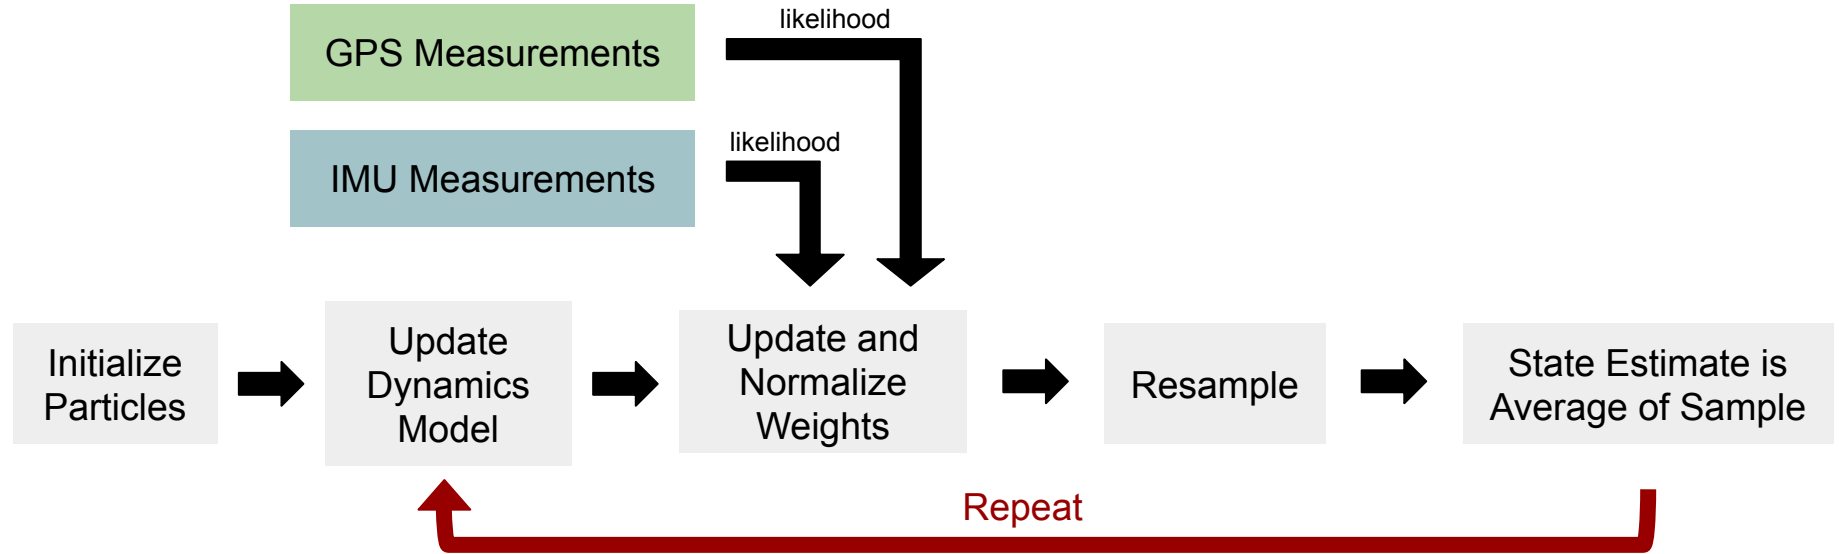 likelihood
GPS Measurements
likelihood
IMU Measurements
Initialize
Particles
Update
Dynamics
Model
Update and
Normalize
Weights
Resample
State Estimate is
Average of Sample
Repeat